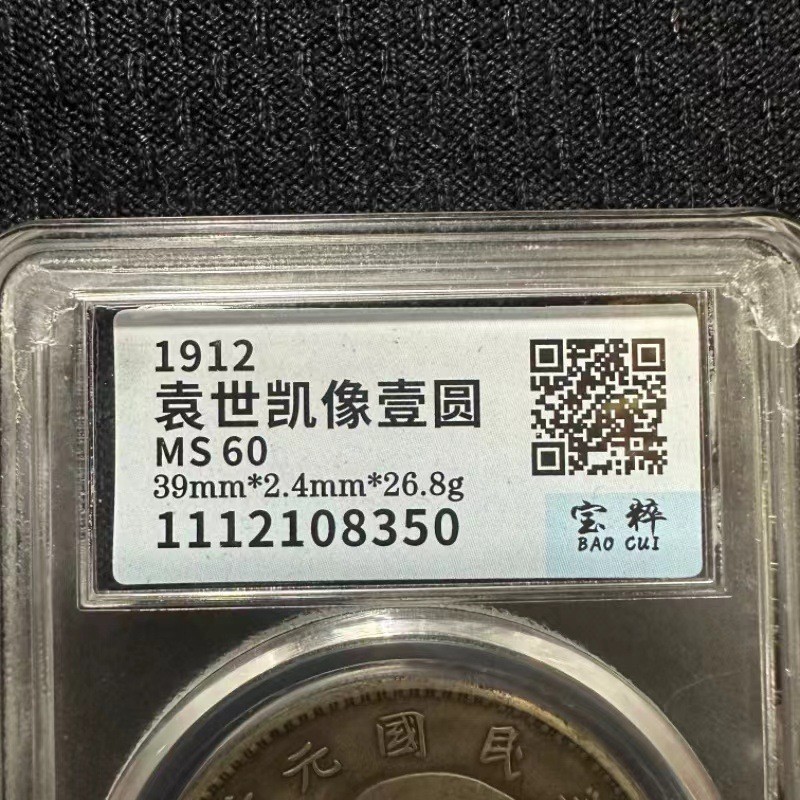 1912
袁世凯像壹圆
MS 60
39mm*2.4mm*26.8g
1112108350
宝粹
BAO CUI
元國民